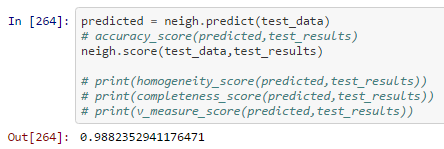 In [264]: predicted = neigh.predict(test_data)
# accuracy_score(predicted,test_results)
neigh.score(test_data,test_results)
# print(homogeneity_score(predicted,test_results))
# print(completeness_score(predicted,test_results))
# print(v_measure_score(predicted,test_results))
Out[264]: 0.9882352941176471